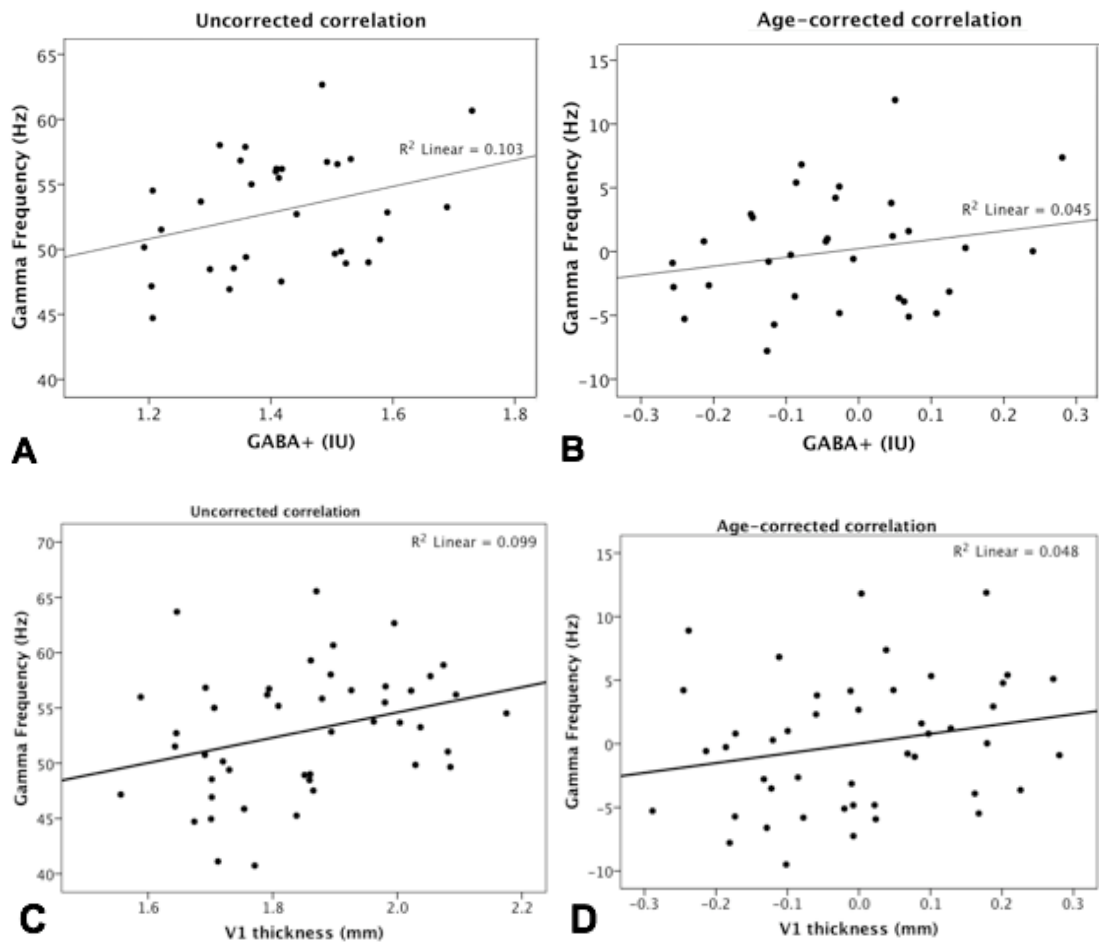 Uncorrected correlation
Gamma Frequency (Hz)
65
60
55
50
45
40
R² Linear = 0.103
1.2 1.4 1.6 1.8
GABA+ (IU)
A
Age-corrected correlation
Gamma Frequency (Hz)
15
10
5
0
−5
−10
R² Linear = 0.045
−0.3 −0.2 −0.1 0.0 0.1 0.2 0.3
GABA+ (IU)
B
Uncorrected correlation
R² Linear = 0.099
Gamma Frequency (Hz)
70
65
60
55
50
45
40
1.6 1.8 2.0 2.2
V1 thickness (mm)
C
Age-corrected correlation
R² Linear = 0.048
Gamma Frequency (Hz)
15
10
5
0
−5
−10
−0.3 −0.2 −0.1 0.0 0.1 0.2 0.3
V1 thickness (mm)
D